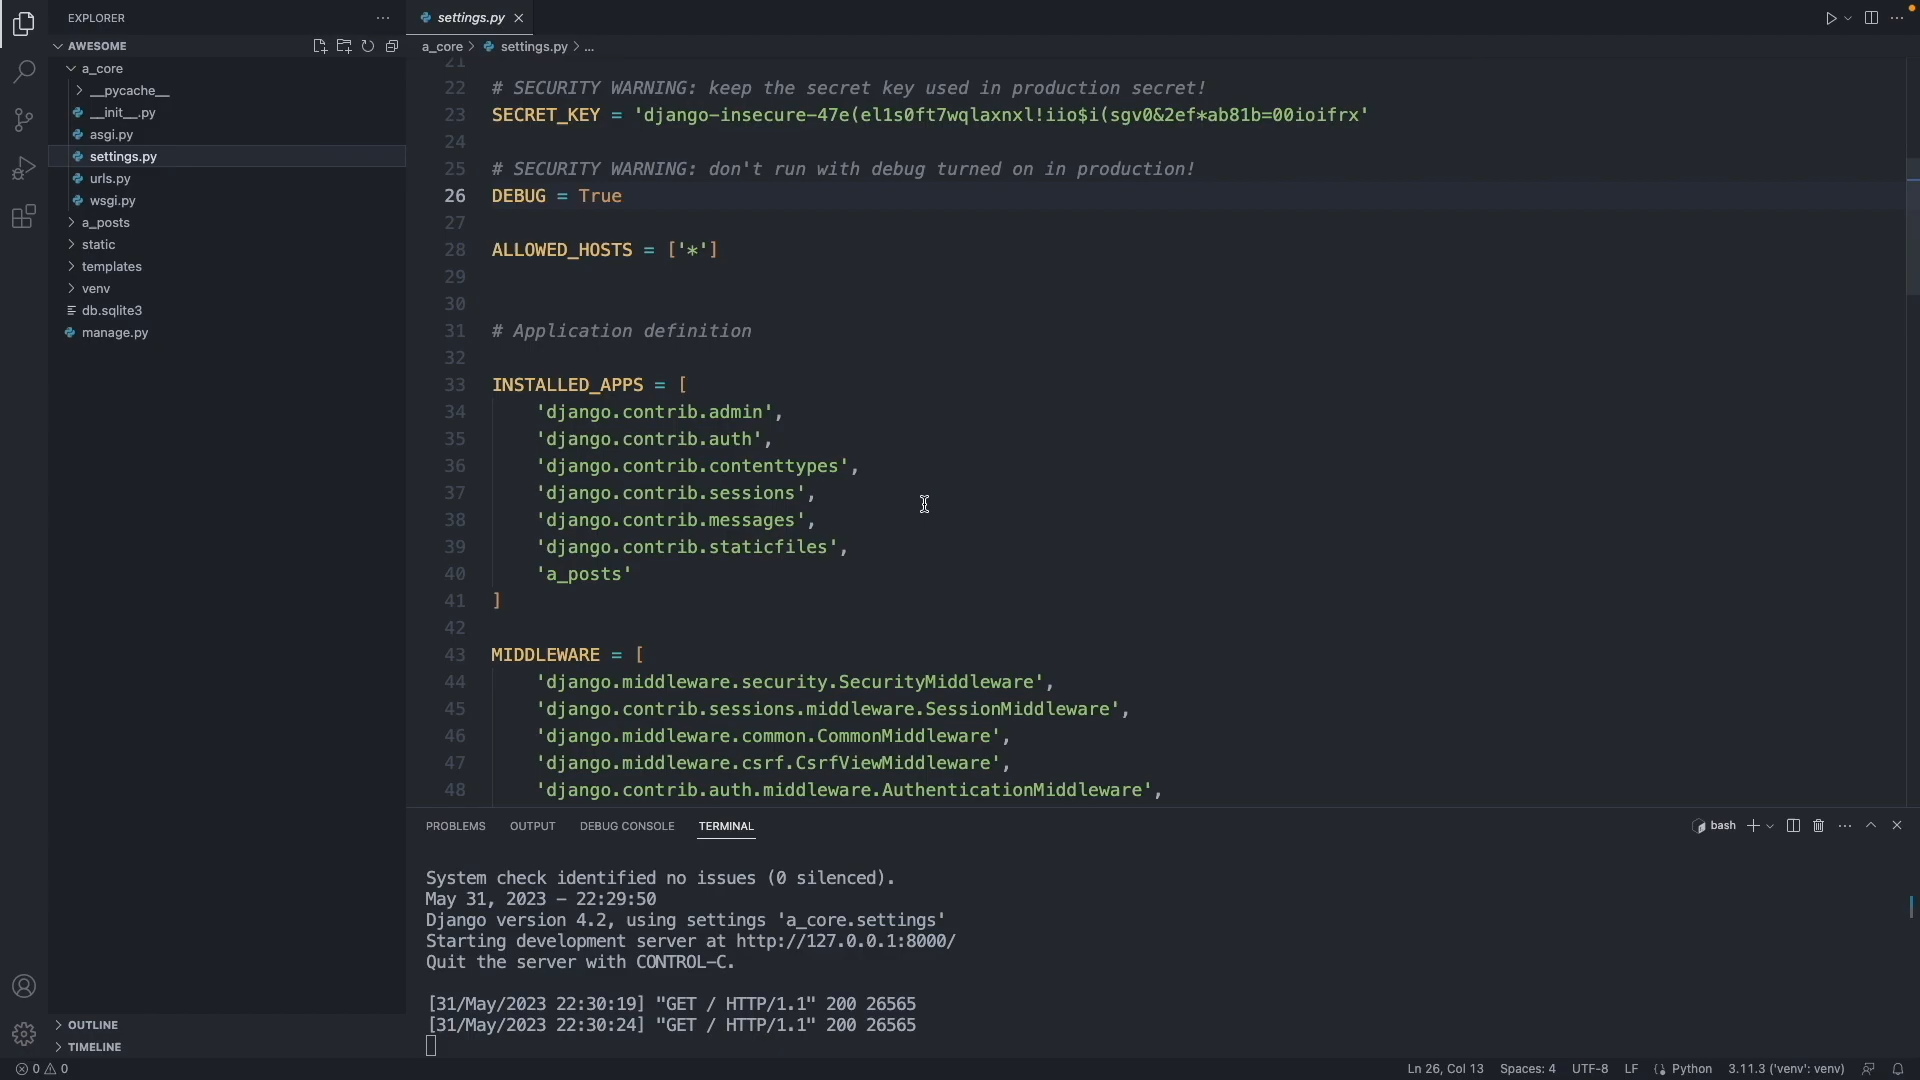 EXPLORER
AWESOME
a_core
__pycache__
__init__.py
asgi.py
settings.py
urls.py
wsgi.py
a_posts
static
templates
venv
db.sqlite3
manage.py
OUTLINE
TIMELINE
settings.py
a_core > settings.py > ...
21
22 # SECURITY WARNING: keep the secret key used in production secret!
23 SECRET_KEY = 'django-insecure-47e(el1s0ft7wqlaxnxl!iio$i(sgv0&2ef*ab81b=00ioifrx'
24
25 # SECURITY WARNING: don't run with debug turned on in production!
26 DEBUG = True
27
28 ALLOWED_HOSTS = ['*']
29
30
31 # Application definition
32
33 INSTALLED_APPS = [
34 'django.contrib.admin',
35 'django.contrib.auth',
36 'django.contrib.contenttypes',
37 'django.contrib.sessions',
38 'django.contrib.messages',
39 'django.contrib.staticfiles',
40 'a_posts'
41 ]
42
43 MIDDLEWARE = [
44 'django.middleware.security.SecurityMiddleware',
45 'django.contrib.sessions.middleware.SessionMiddleware',
46 'django.middleware.common.CommonMiddleware',
47 'django.middleware.csrf.CsrfViewMiddleware',
48 'django.contrib.auth.middleware.AuthenticationMiddleware',
PROBLEMS OUTPUT DEBUG CONSOLE TERMINAL bash
System check identified no issues (0 silenced).
May 31, 2023 - 22:29:50
Django version 4.2, using settings 'a_core.settings'
Starting development server at http://127.0.0.1:8000/
Quit the server with CONTROL-C.
[31/May/2023 22:30:19] "GET / HTTP/1.1" 200 26565
[31/May/2023 22:30:24] "GET / HTTP/1.1" 200 26565
0 0 Ln 26, Col 13 Spaces: 4 UTF-8 LF Python 3.11.3 ('venv': venv)